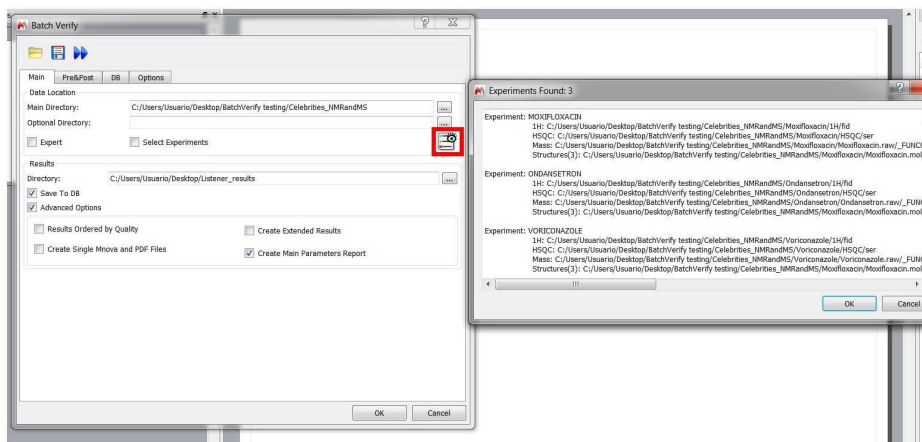 Batch Verify
Main Pre&Post DB Options
Data Location
Main Directory: C:/Users/Usuario/Desktop/BatchVerify testing/Celebrities_NMRandMS ...
Optional Directory: ...
Expert Select Experiments
Results
Directory: C:/Users/Usuario/Desktop/Listener_results ...
Save To DB
Advanced Options
Results Ordered by Quality Create Extended Results
Create Single Mnova and PDF Files Create Main Parameters Report
OK Cancel
Experiments Found: 3
Experiment: MOXIFLOXACIN
1H: C:/Users/Usuario/Desktop/BatchVerify testing/Celebrities_NMRandMS/Moxifloxacin/1H/fid
HSQC: C:/Users/Usuario/Desktop/BatchVerify testing/Celebrities_NMRandMS/Moxifloxacin/HSQC/ser
Mass: C:/Users/Usuario/Desktop/BatchVerify testing/Celebrities_NMRandMS/Moxifloxacin/Moxifloxacin.raw/_FUNC
Structures(3): C:/Users/Usuario/Desktop/BatchVerify testing/Celebrities_NMRandMS/Moxifloxacin/Moxifloxacin.mol
Experiment: ONDANSETRON
1H: C:/Users/Usuario/Desktop/BatchVerify testing/Celebrities_NMRandMS/Ondansetron/1H/fid
HSQC: C:/Users/Usuario/Desktop/BatchVerify testing/Celebrities_NMRandMS/Ondansetron/HSQC/ser
Mass: C:/Users/Usuario/Desktop/BatchVerify testing/Celebrities_NMRandMS/Ondansetron/Ondansetron.raw/_FUNC
Structures(3): C:/Users/Usuario/Desktop/BatchVerify testing/Celebrities_NMRandMS/Moxifloxacin/Moxifloxacin.mol
Experiment: VORICONAZOLE
1H: C:/Users/Usuario/Desktop/BatchVerify testing/Celebrities_NMRandMS/Voriconazole/1H/fid
HSQC: C:/Users/Usuario/Desktop/BatchVerify testing/Celebrities_NMRandMS/Voriconazole/HSQC/ser
Mass: C:/Users/Usuario/Desktop/BatchVerify testing/Celebrities_NMRandMS/Voriconazole/Voriconazole.raw/_FUNC
Structures(3): C:/Users/Usuario/Desktop/BatchVerify testing/Celebrities_NMRandMS/Moxifloxacin/Moxifloxacin.mol
OK Cancel